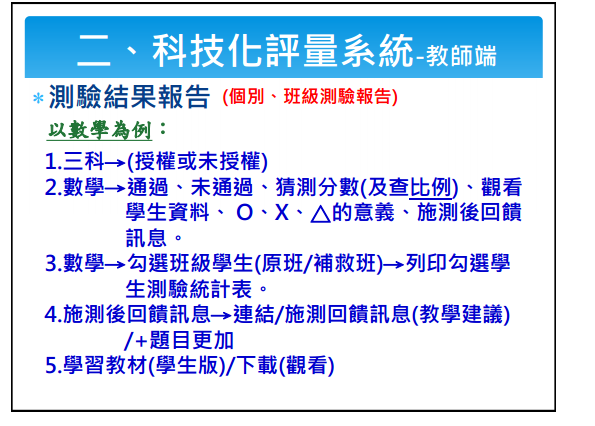 二、科技化評量系統-教師端
*測驗結果報告 (個別、班級測驗報告)
以數學為例：
1.三科→(授權或未授權)
2.數學→通過、未通過、猜測分數(及查比例)、觀看
學生資料、O、X、△的意義、施測後回饋
訊息。
3.數學→勾選班級學生(原班/補救班)→列印勾選學
生測驗統計表。
4.施測後回饋訊息→連結/施測回饋訊息(教學建議)
/+題目更加
5.學習教材(學生版)/下載(觀看)